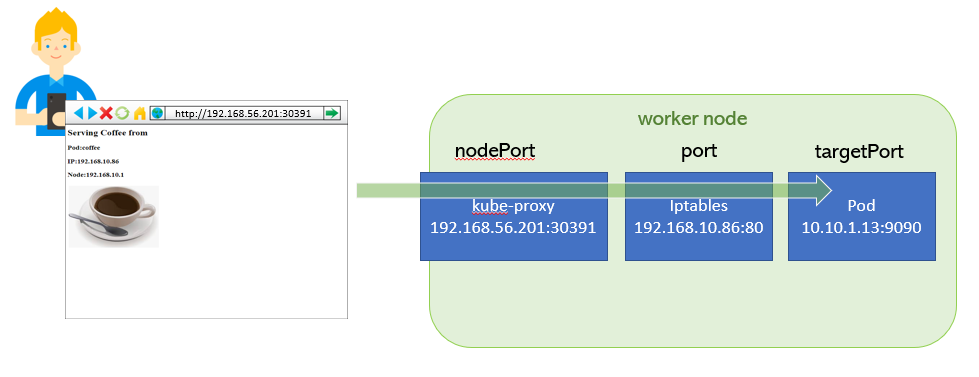 http://192.168.56.201:30391
Serving Coffee from
Pod:coffee
IP:192.168.10.86
Node:192.168.10.1
worker node
nodePort
port
targetPort
kube-proxy
192.168.56.201:30391
Iptables
192.168.10.86:80
Pod
10.10.1.13:9090